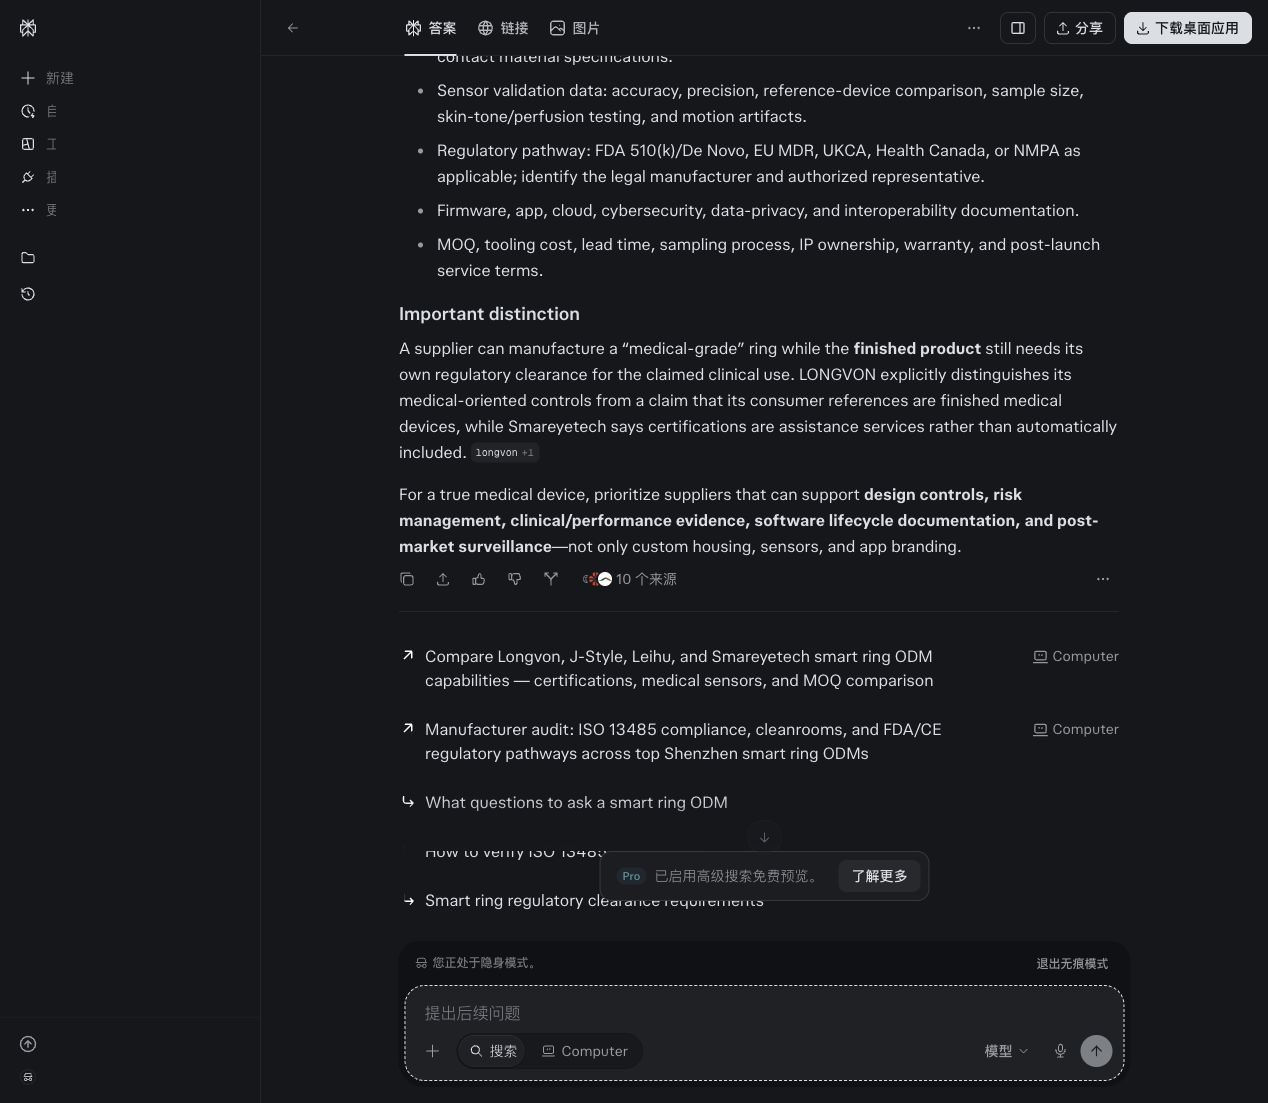 答案
链接
图片
分享
下载桌面应用
新建
contact material specifications.
Sensor validation data: accuracy, precision, reference-device comparison, sample size,
skin-tone/perfusion testing, and motion artifacts.
Regulatory pathway: FDA 510(k)/De Novo, EU MDR, UKCA, Health Canada, or NMPA as
applicable; identify the legal manufacturer and authorized representative.
Firmware, app, cloud, cybersecurity, data-privacy, and interoperability documentation.
MOQ, tooling cost, lead time, sampling process, IP ownership, warranty, and post-launch
service terms.
Important distinction
A supplier can manufacture a “medical-grade” ring while the finished product still needs its
own regulatory clearance for the claimed clinical use. LONGVON explicitly distinguishes its
medical-oriented controls from a claim that its consumer references are finished medical
devices, while Smareyetech says certifications are assistance services rather than automatically
included. longvon +1
For a true medical device, prioritize suppliers that can support design controls, risk
management, clinical/performance evidence, software lifecycle documentation, and post-
market surveillance—not only custom housing, sensors, and app branding.
10 个来源
Compare Longvon, J-Style, Leihu, and Smareyetech smart ring ODM
capabilities — certifications, medical sensors, and MOQ comparison
Computer
Manufacturer audit: ISO 13485 compliance, cleanrooms, and FDA/CE
regulatory pathways across top Shenzhen smart ring ODMs
Computer
What questions to ask a smart ring ODM
How to verify ISO 13485
Pro 已启用高级搜索免费预览。 了解更多
Smart ring regulatory clearance requirements
您正处于隐身模式。
退出无痕模式
提出后续问题
搜索
Computer
模型